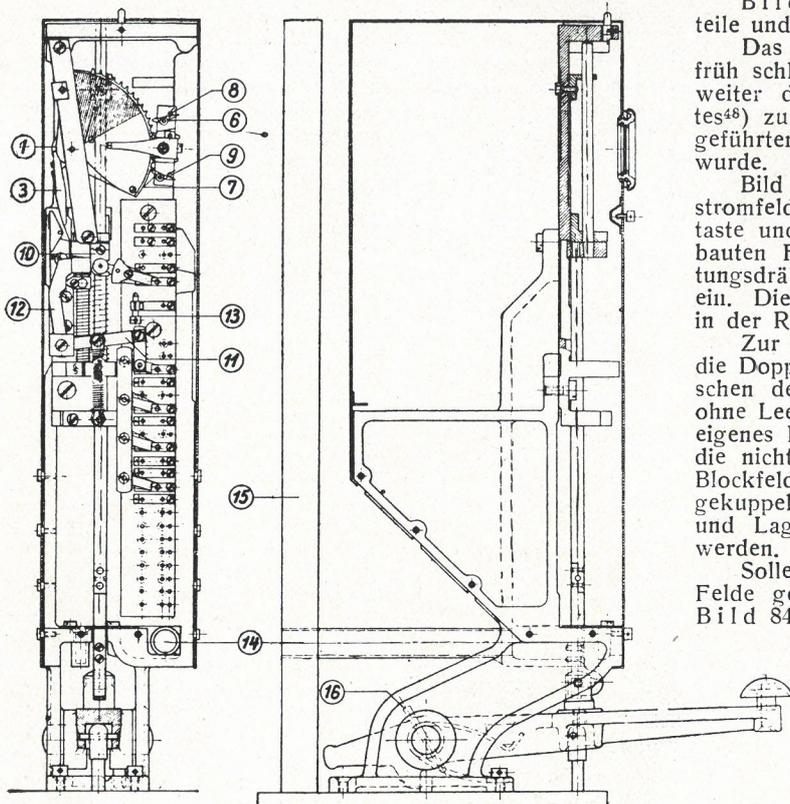 Bild
teile und
Das
früh schl
weiter d
tes⁴⁸) zu
geführten
wurde.
Bild
stromfeld
taste und
bauten F
tungsdrä
ein. Die
in der R
Zur
die Dopp
schen de
ohne Lee
eigenes
die nicht
Blockfeld
gekuppel
und Lag
werden.
Solle
Felde ge
Bild 84
1
3
10
12
8
6
9
7
13
11
15
14
16